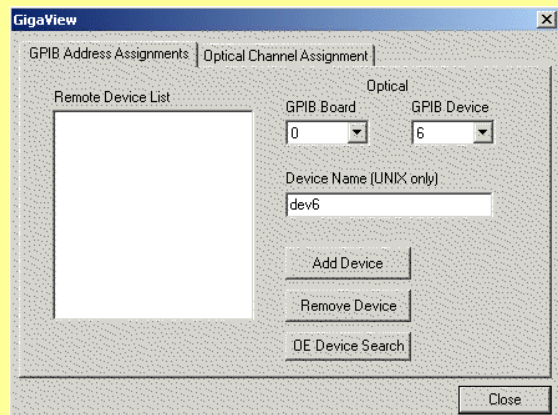 GigaView
GPIB Address Assignments
Optical Channel Assignment
Remote Device List
Optical
GPIB Board
GPIB Device
0
6
Device Name (UNIX only)
dev6
Add Device
Remove Device
OE Device Search
Close